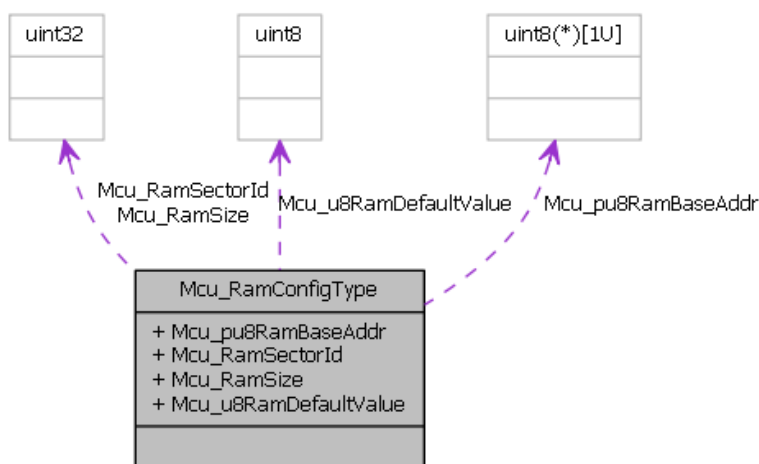 uint32
uint8
uint8(*)[1U]
Mcu_RamSectorId
Mcu_RamSize
Mcu_u8RamDefaultValue
Mcu_pu8RamBaseAddr
Mcu_RamConfigType
+ Mcu_pu8RamBaseAddr
+ Mcu_RamSectorId
+ Mcu_RamSize
+ Mcu_u8RamDefaultValue